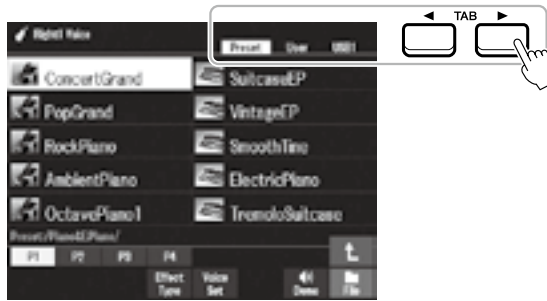 ◄ TAB ►
Right1 Voice
Preset User USB1
ConcertGrand SuitcaseEP
PopGrand VintageEP
RockPiano SmoothTine
AmbientPiano ElectricPiano
OctavePiano1 TremoloSuitcase
Preset/Piano&E.Piano/
P1 P2 P3 P4
Effect Type Voice Set Demo File